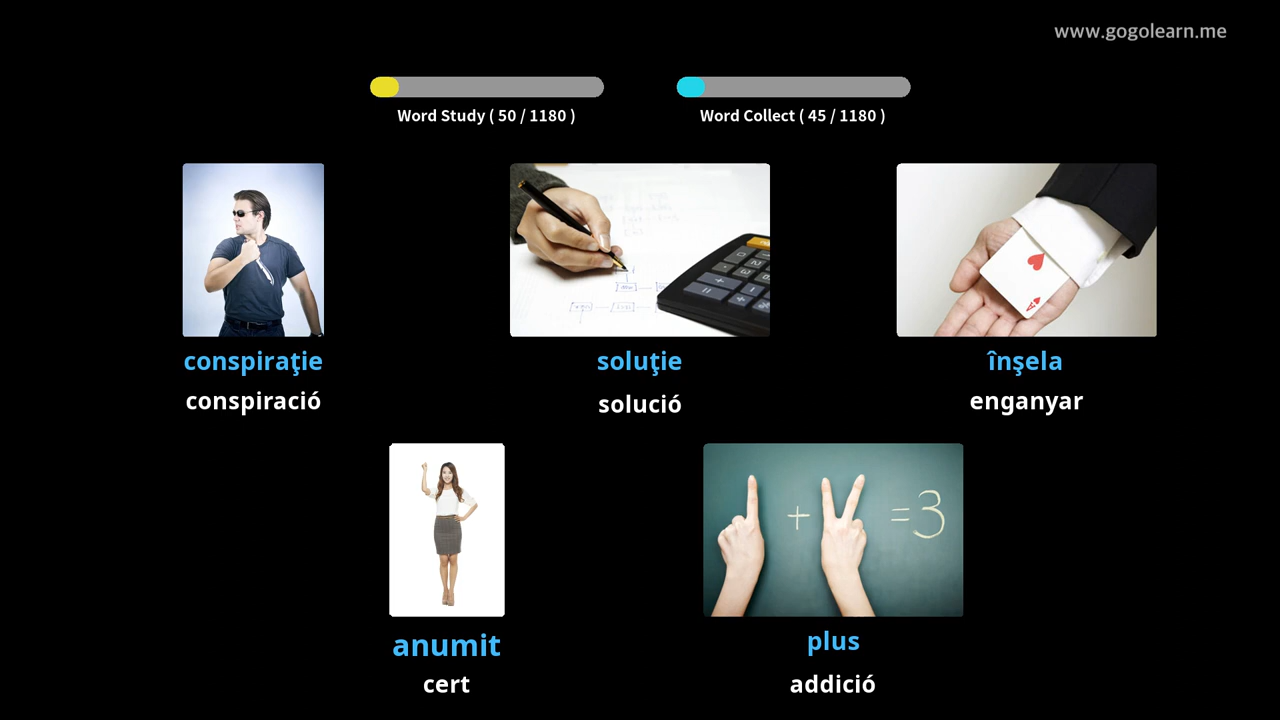 www.gogolearn.me
Word Study ( 50 / 1180 )
Word Collect ( 45 / 1180 )
conspiraţie
conspiració
soluţie
solució
înşela
enganyar
+
=3
anumit
cert
plus
addició